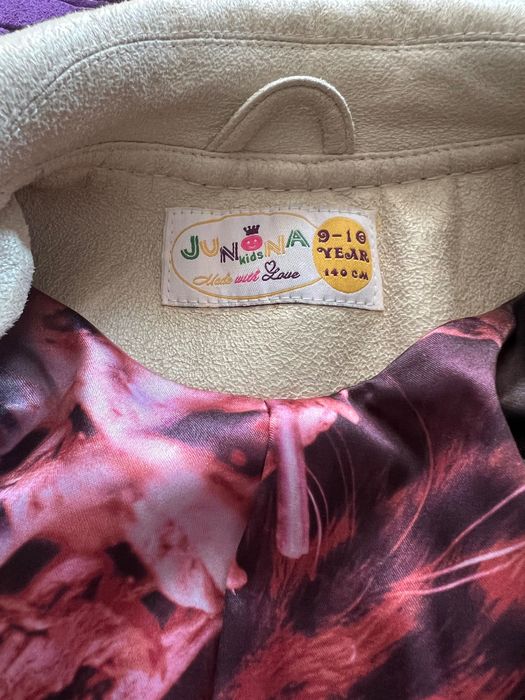 JUNONA
kids
Made with Love
9-10
YEAR
140 CM